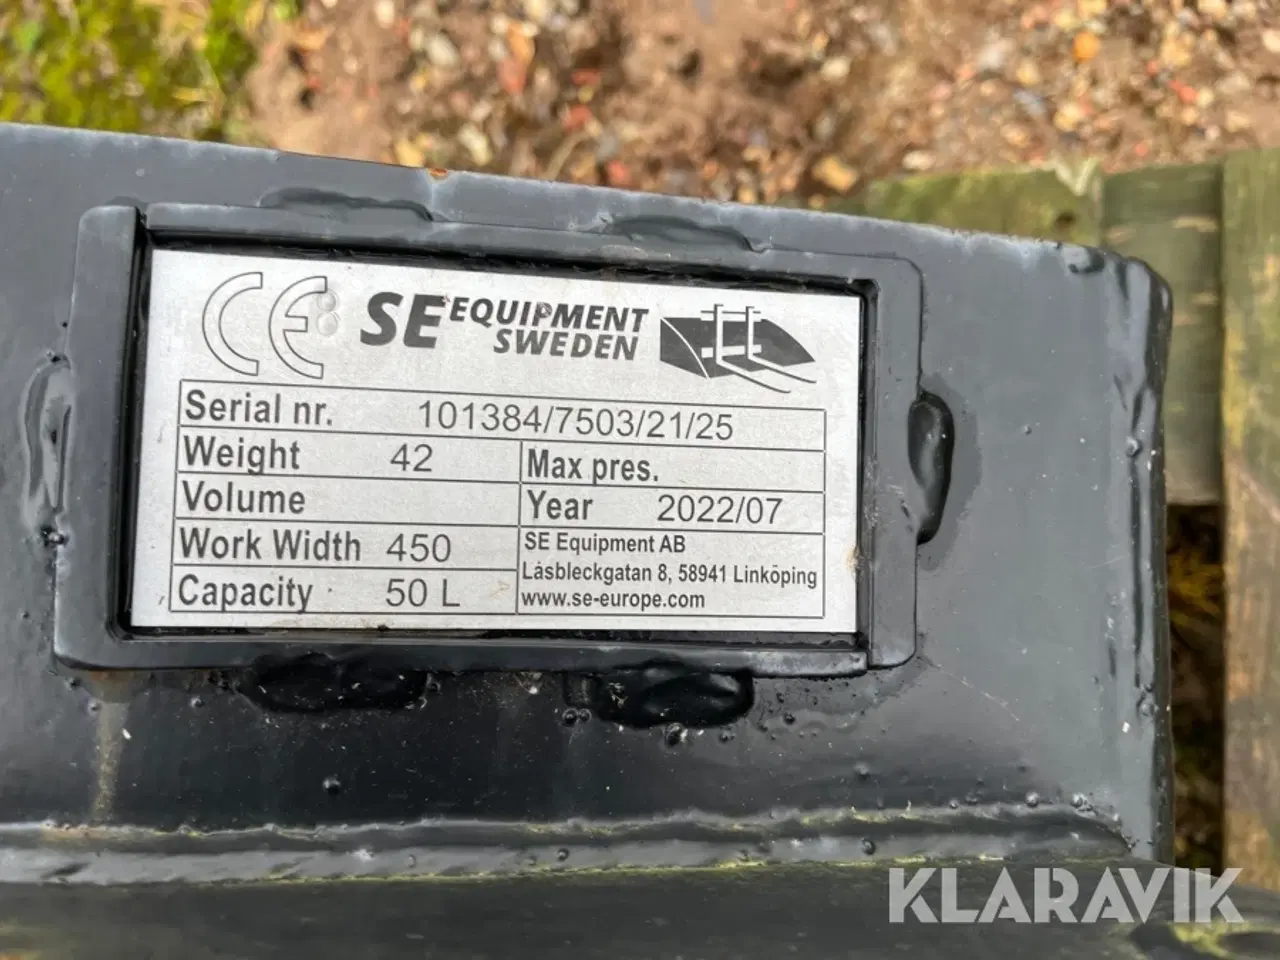 CE SE EQUIPMENT
SWEDEN
Serial nr. 101384/7503/21/25
Weight 42 Max pres.
Volume Year 2022/07
Work Width 450 SE Equipment AB
Låsbleckgatan 8, 58941 Linköping
Capacity 50 L www.se-europe.com
KLARAVIK